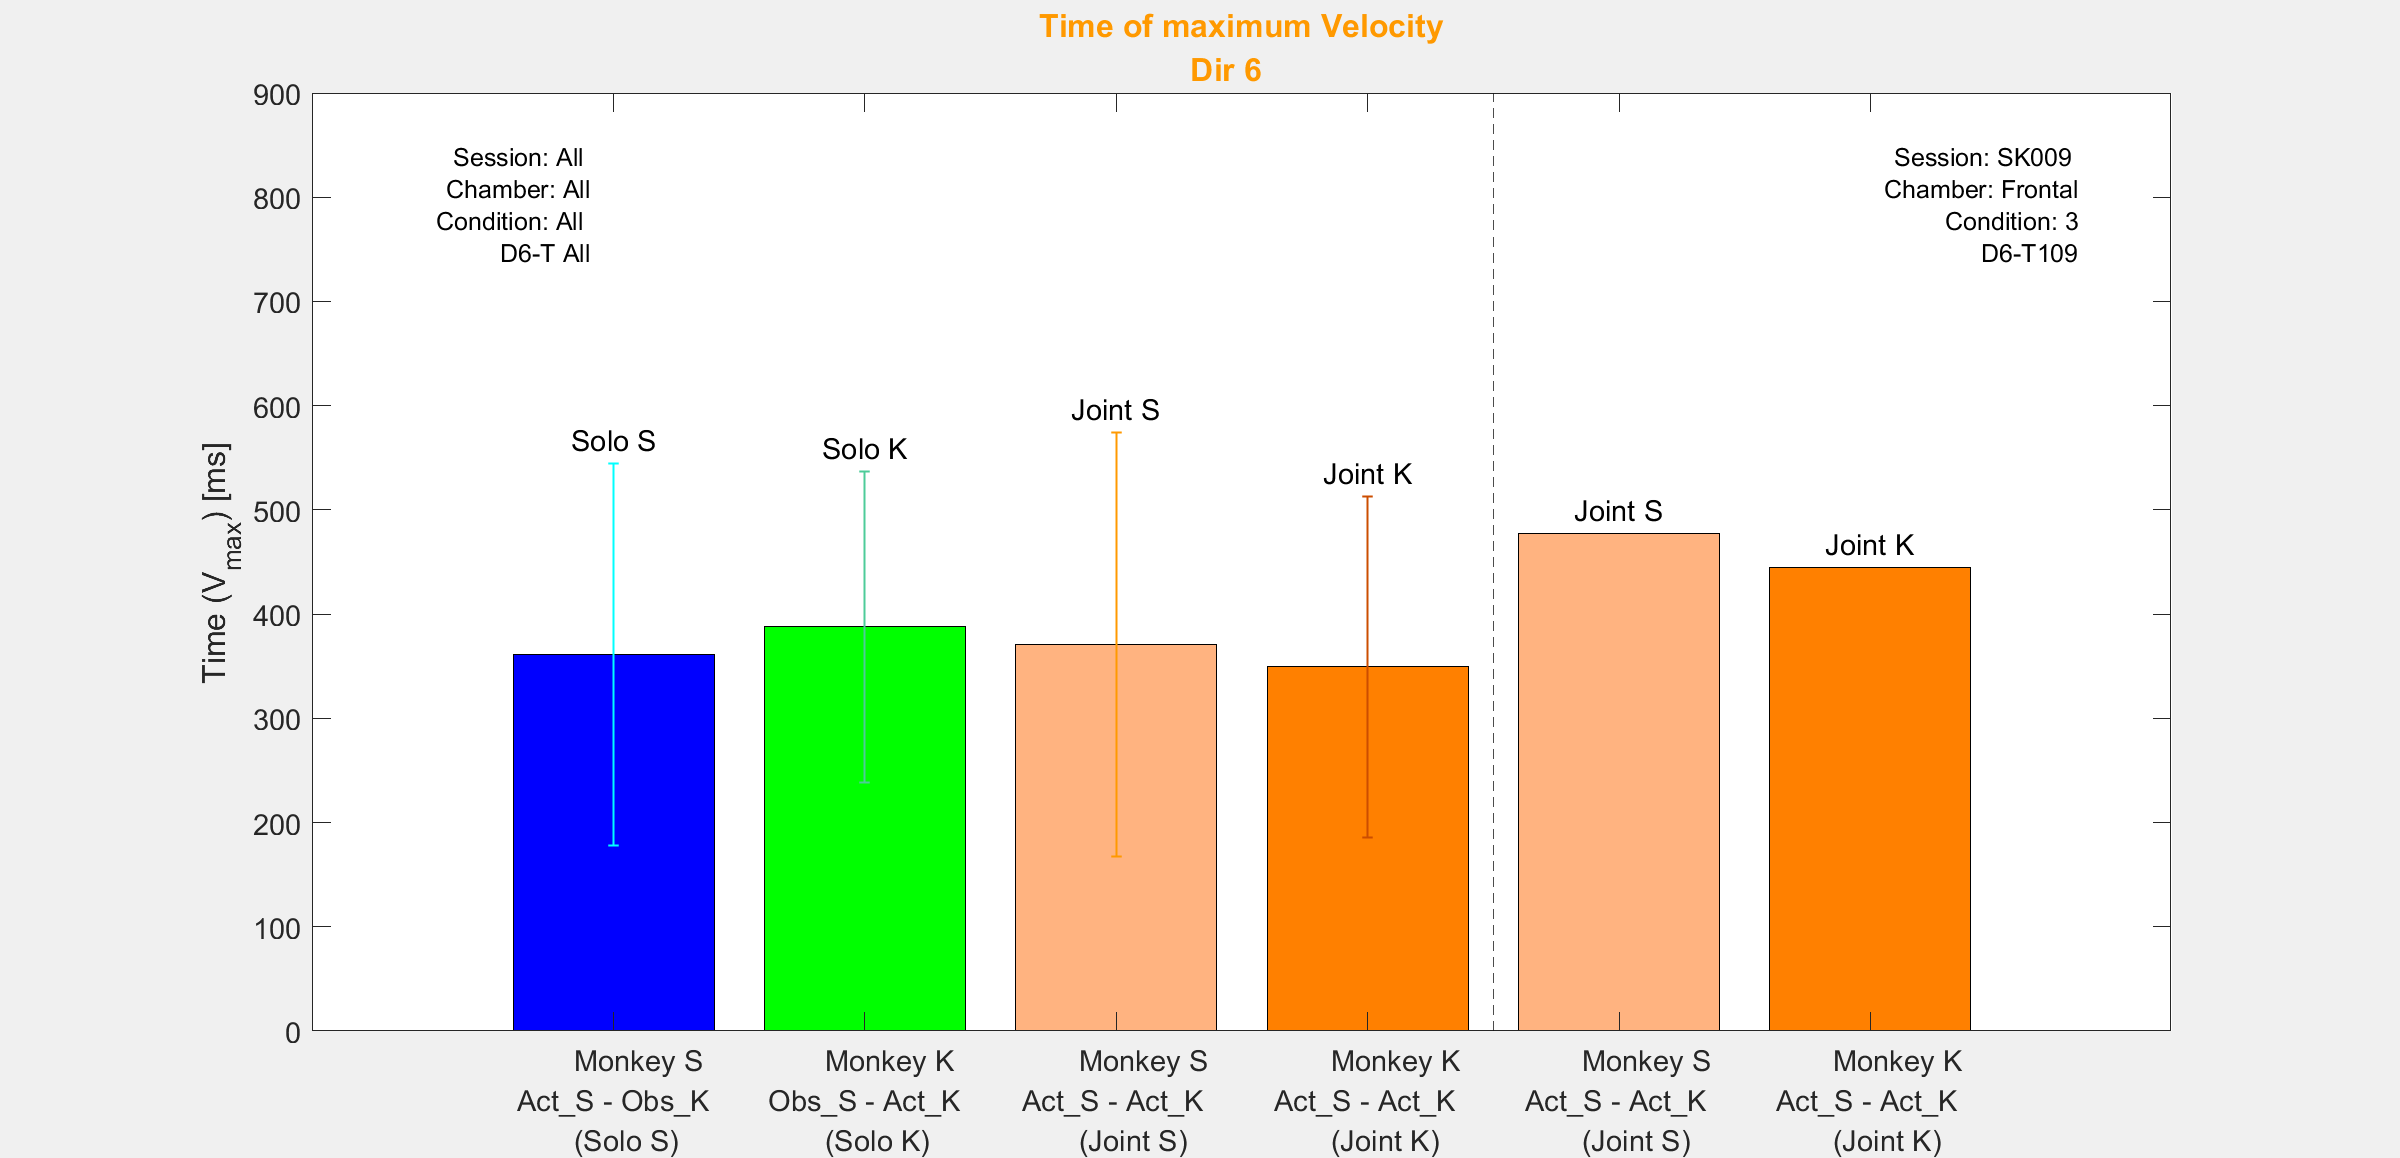 Time of maximum Velocity
Dir 6
Session: All
Chamber: All
Condition: All
D6-T All
Session: SK009
Chamber: Frontal
Condition: 3
D6-T109
900
800
700
600
500
400
300
200
100
0
Time (Vmax) [ms]
Solo S
Solo K
Joint S
Joint K
Joint S
Joint K
Monkey S
Act_S - Obs_K
(Solo S)
Monkey K
Obs_S - Act_K
(Solo K)
Monkey S
Act_S - Act_K
(Joint S)
Monkey K
Act_S - Act_K
(Joint K)
Monkey S
Act_S - Act_K
(Joint S)
Monkey K
Act_S - Act_K
(Joint K)